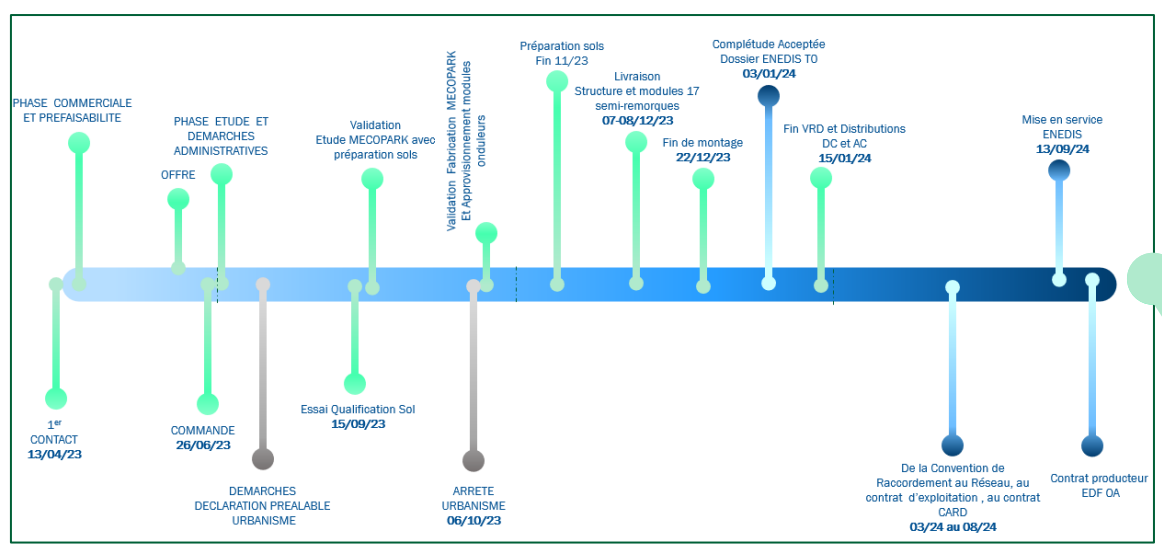 PHASE COMMERCIALE
ET PREFAISABILITE
OFFRE
PHASE ETUDE ET
DEMARCHES
ADMINISTRATIVES
Validation
Etude MECOPARK avec
préparation sols
Validation Fabrication MECOPARK
Et Approvisionnement modules
onduleurs
Préparation sols
Fin 11/23
Livraison
Structure et modules 17
semi-remorques
07-08/12/23
Fin de montage
22/12/23
Complétude Acceptée
Dossier ENEDIS T0
03/01/24
Fin VRD et Distributions
DC et AC
15/01/24
Mise en service
ENEDIS
13/09/24
1er
CONTACT
13/04/23
COMMANDE
26/06/23
DEMARCHES
DECLARATION PREALABLE
URBANISME
Essai Qualification Sol
15/09/23
ARRETE
URBANISME
06/10/23
De la Convention de
Raccordement au Réseau, au
contrat d'exploitation , au contrat
CARD
03/24 au 08/24
Contrat producteur
EDF OA